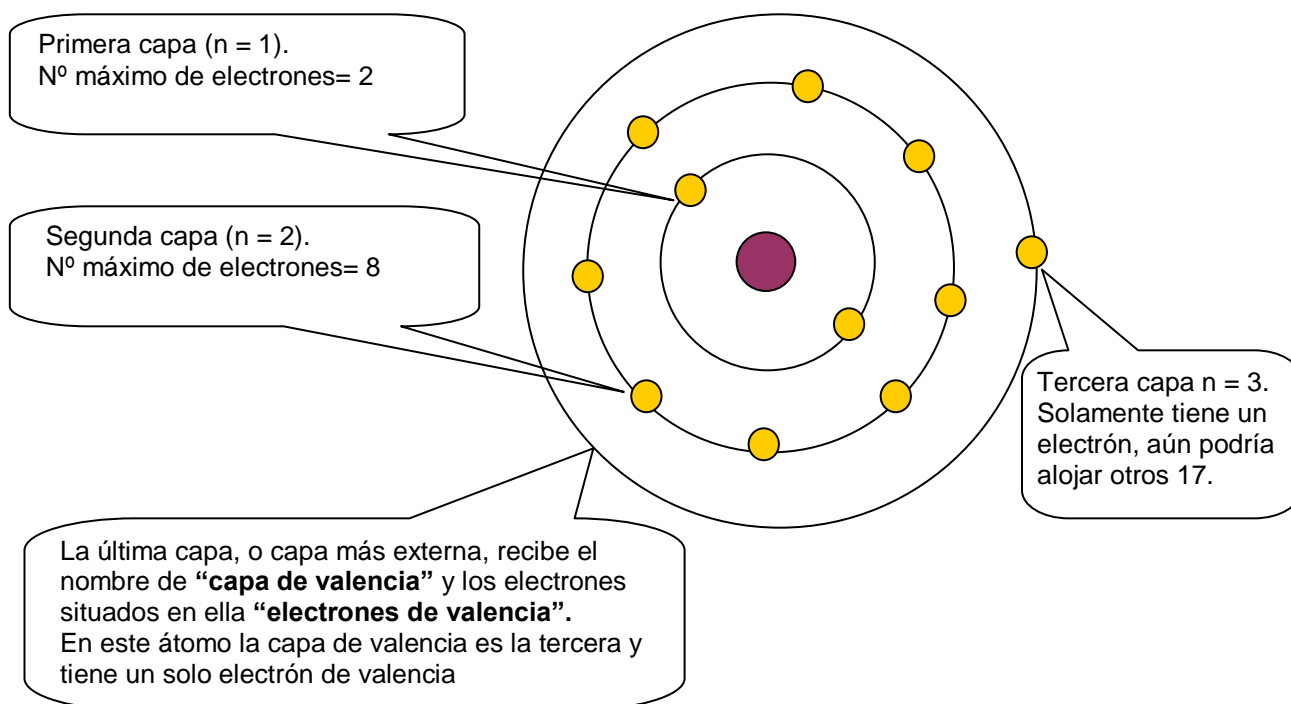 Primera capa (n = 1).
Nº máximo de electrones= 2
Segunda capa (n = 2).
Nº máximo de electrones= 8
Tercera capa n = 3.
Solamente tiene un
electrón, aún podría
alojar otros 17.
La última capa, o capa más externa, recibe el
nombre de “capa de valencia” y los electrones
situados en ella “electrones de valencia”.
En este átomo la capa de valencia es la tercera y
tiene un solo electrón de valencia